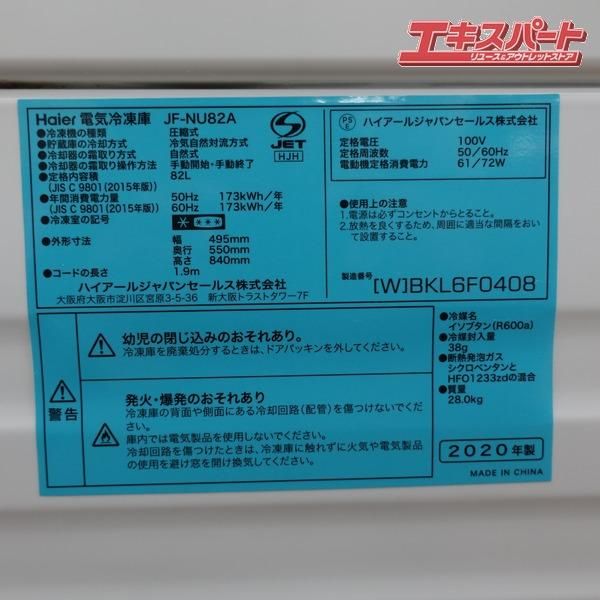 エキスパート
リユース&アウトレットストア
Haier 電気冷凍庫 JF-NU82A
●冷凍機の種類 圧縮式
●貯蔵庫の冷却方式 冷気自然対流方式
●冷却器の霜取り方式 自然式
●冷却器の霜取り操作方法 手動開始・手動終了
●定格内容積 82L
(JIS C 9801(2015年版))
●年間消費電力量 50Hz 173kWh/年
(JIS C 9801(2015年版)) 60Hz 173kWh/年
●冷凍室の記号
●外形寸法 幅 495mm
奥行 550mm
高さ 840mm
●コードの長さ 1.9m
ハイアールジャパンセールス株式会社
大阪府大阪市淀川区宮原3-5-36 新大阪トラストタワー7F
JET
HJH
PS
E
ハイアールジャパンセールス株式会社
定格電圧 100V
定格周波数 50/60Hz
電動機定格消費電力 61/72W
●使用上の注意
1.電源は必ずコンセントからとること。
2.放熱を良くするため、周囲に適当な間隔をおいて
て設置すること。
製造番号 [W]BKL6F0408
警告
幼児の閉じ込みのおそれあり。
冷凍庫を廃棄処分するときは、ドアパッキンを外してください。
発火・爆発のおそれあり
冷凍庫の背面や側面にある冷却回路(配管)を傷つけないでくだ
さい。
庫内では電気製品を使用しないでください。
冷却回路を傷つけたときは、冷凍庫に触れずに火気や電気製品
の使用を避け窓を開け換気してください。
●冷媒名
イソブタン(R600a)
●冷媒封入量
38g
●断熱発泡ガス
シクロペンタンと
HFO1233zdの混合
●質量
28.0kg
2020年製
MADE IN CHINA